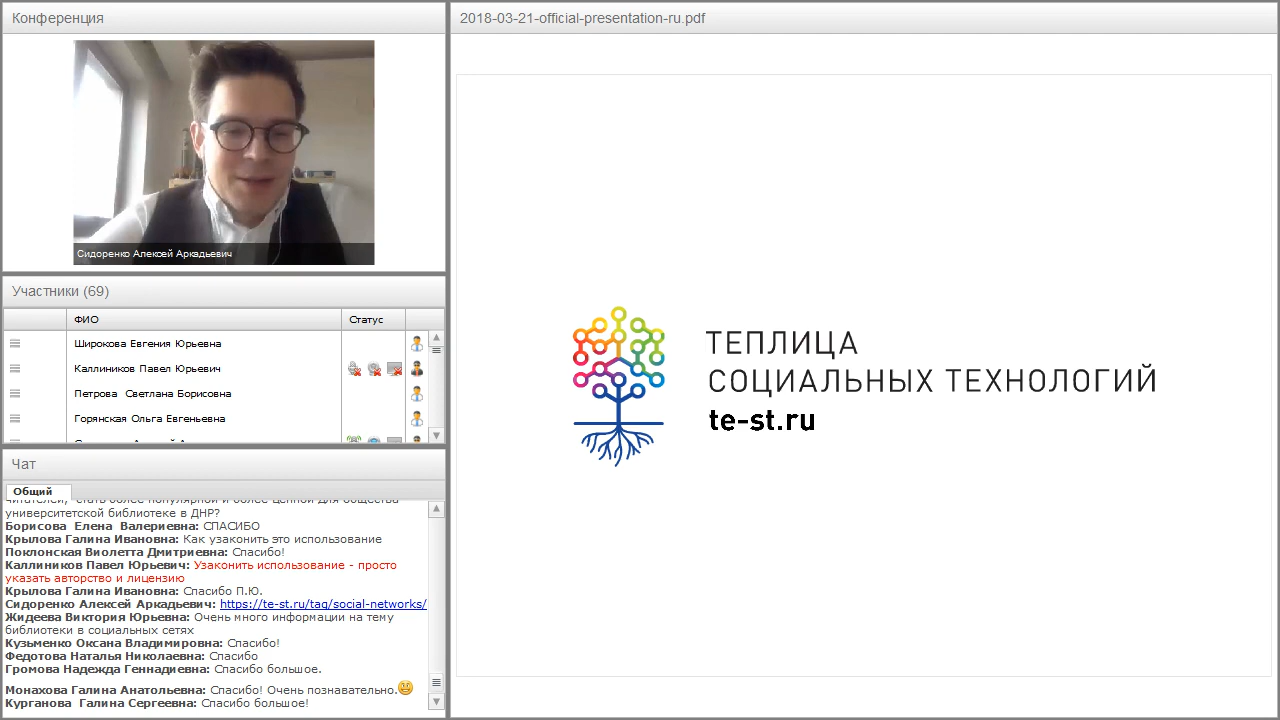 Конференция
Сидоренко Алексей Аркадьевич
Участники (69)
ФИО
Статус
Широкова Евгения Юрьевна
Каллиников Павел Юрьевич
Петрова Светлана Борисовна
Горянская Ольга Евгеньевна
Чат
Общий
университетской библиотеке в ДНР?
Борисова Елена Валериевна: СПАСИБО
Крылова Галина Ивановна: Как узаконить это использование
Поклонская Виолетта Дмитриевна: Спасибо!
Каллиников Павел Юрьевич: Узаконить использование - просто
указать авторство и лицензию
Крылова Галина Ивановна: Спасибо П.Ю.
Сидоренко Алексей Аркадьевич: https://te-st.ru/tag/social-networks/
Жидеева Виктория Юрьевна: Очень много информации на тему
библиотеки в социальных сетях
Кузьменко Оксана Владимировна: Спасибо!
Федотова Наталья Николаевна: Спасибо
Громова Надежда Геннадиевна: Спасибо большое.
Монахова Галина Анатольевна: Спасибо! Очень познавательно.
Курганова Галина Сергеевна: Спасибо большое!
2018-03-21-official-presentation-ru.pdf
ТЕПЛИЦА
СОЦИАЛЬНЫХ ТЕХНОЛОГИЙ
te-st.ru